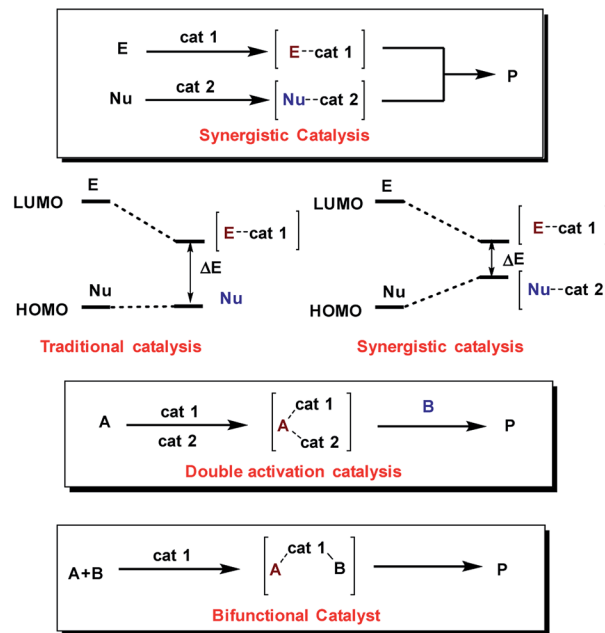 E cat 1 E--cat 1
Nu cat 2 Nu--cat 2 P
Synergistic Catalysis
E
LUMO E--cat 1
ΔE
Nu Nu
HOMO
Traditional catalysis
E
LUMO E--cat 1
ΔE
Nu Nu--cat 2
HOMO
Synergistic catalysis
A cat 1 cat 2 A cat 1 cat 2 B P
Double activation catalysis
A+B cat 1 A cat 1 B P
Bifunctional Catalyst